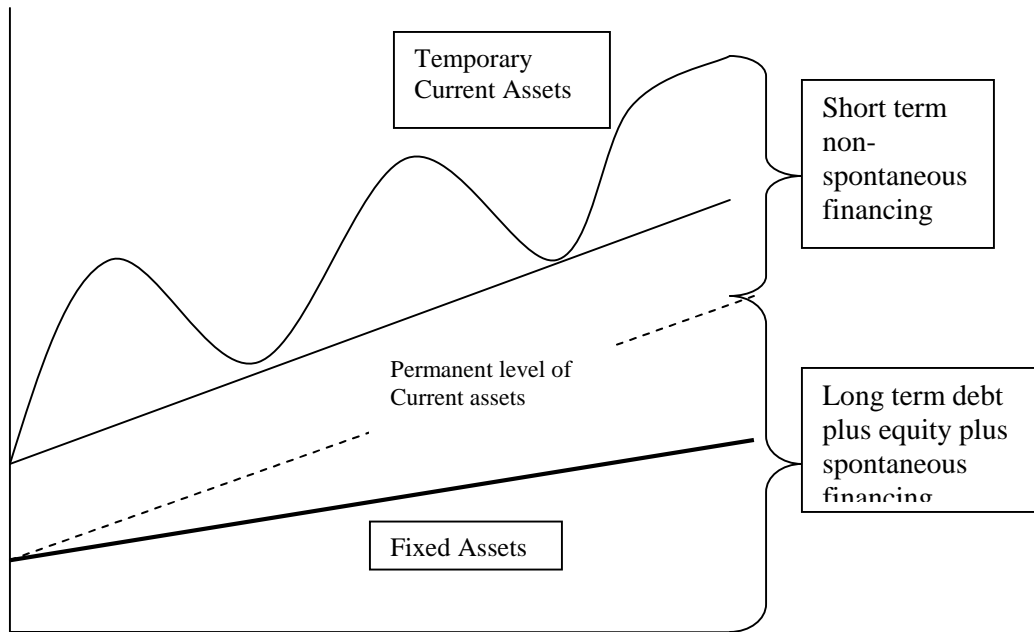 Temporary
Current Assets
Short term
non-
spontaneous
financing
Permanent level of
Current assets
Long term debt
plus equity plus
spontaneous
financing
Fixed Assets